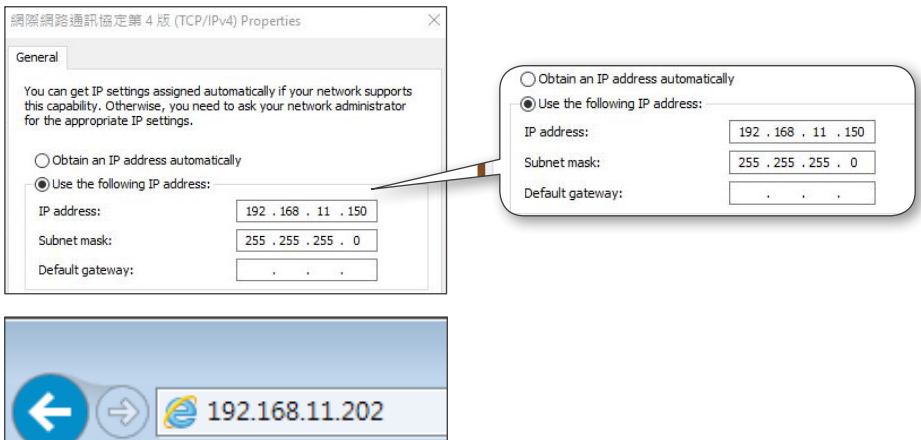 網際網路通訊協定第 4 版 (TCP/IPv4) Properties
General
You can get IP settings assigned automatically if your network supports
this capability. Otherwise, you need to ask your network administrator
for the appropriate IP settings.
Obtain an IP address automatically
Use the following IP address:
IP address: 192 . 168 . 11 . 150
Subnet mask: 255 . 255 . 255 . 0
Default gateway: . . .
Obtain an IP address automatically
Use the following IP address:
IP address: 192 . 168 . 11 . 150
Subnet mask: 255 . 255 . 255 . 0
Default gateway: . . .
192.168.11.202